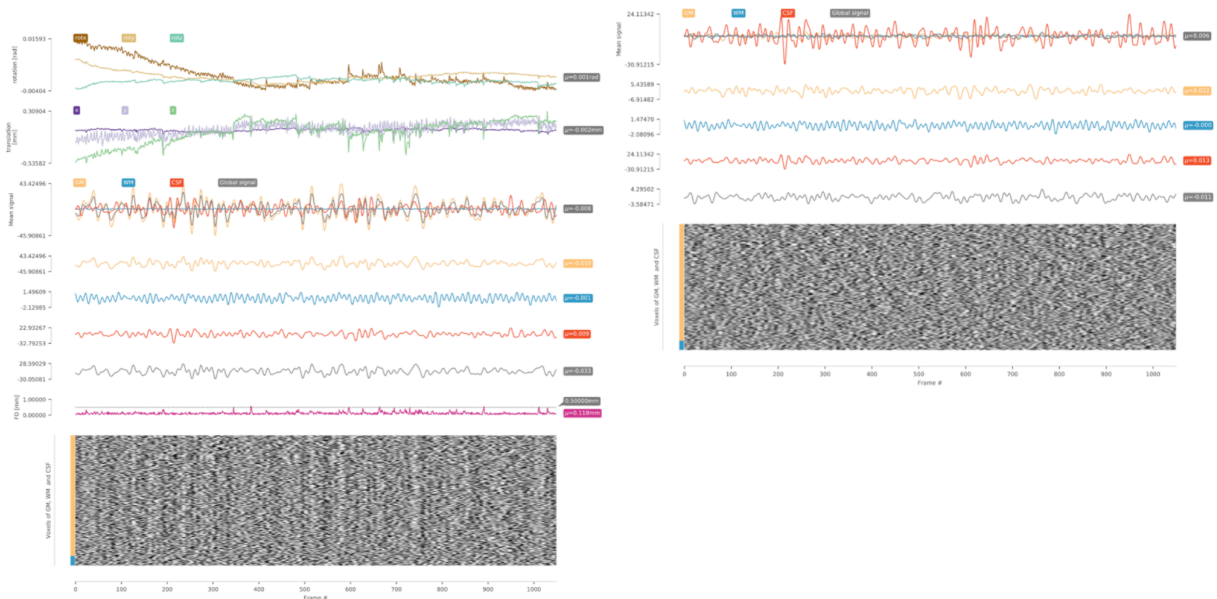 rotx roty rotz
0.01593
rotation [rad]
-0.00404
μ=0.001rad
x y z
0.30904
translation [mm]
-0.53582
μ=-0.002mm
43.42496
GM WM CSF Global signal
Mean signal
-45.90861
μ=-0.008
43.42496
-45.90861
1.49609
-2.12985
μ=-0.001
22.93267
-32.79253
μ=0.009
28.39029
-30.05081
μ=-0.033
1.00000
FD [mm]
0.00000
0.50000mm
μ=0.118mm
Voxels of GM, WM and CSF
0 100 200 300 400 500 600 700 800 900 1000
Frame #
24.11342
GM WM CSF Global signal
Mean signal
-30.91215
μ=0.006
5.43589
-6.91482
μ=0.022
1.47670
-2.08096
μ=-0.000
24.11342
-30.91215
μ=0.013
4.29502
-3.58471
μ=-0.011
Voxels of GM, WM and CSF
0 100 200 300 400 500 600 700 800 900 1000
Frame #